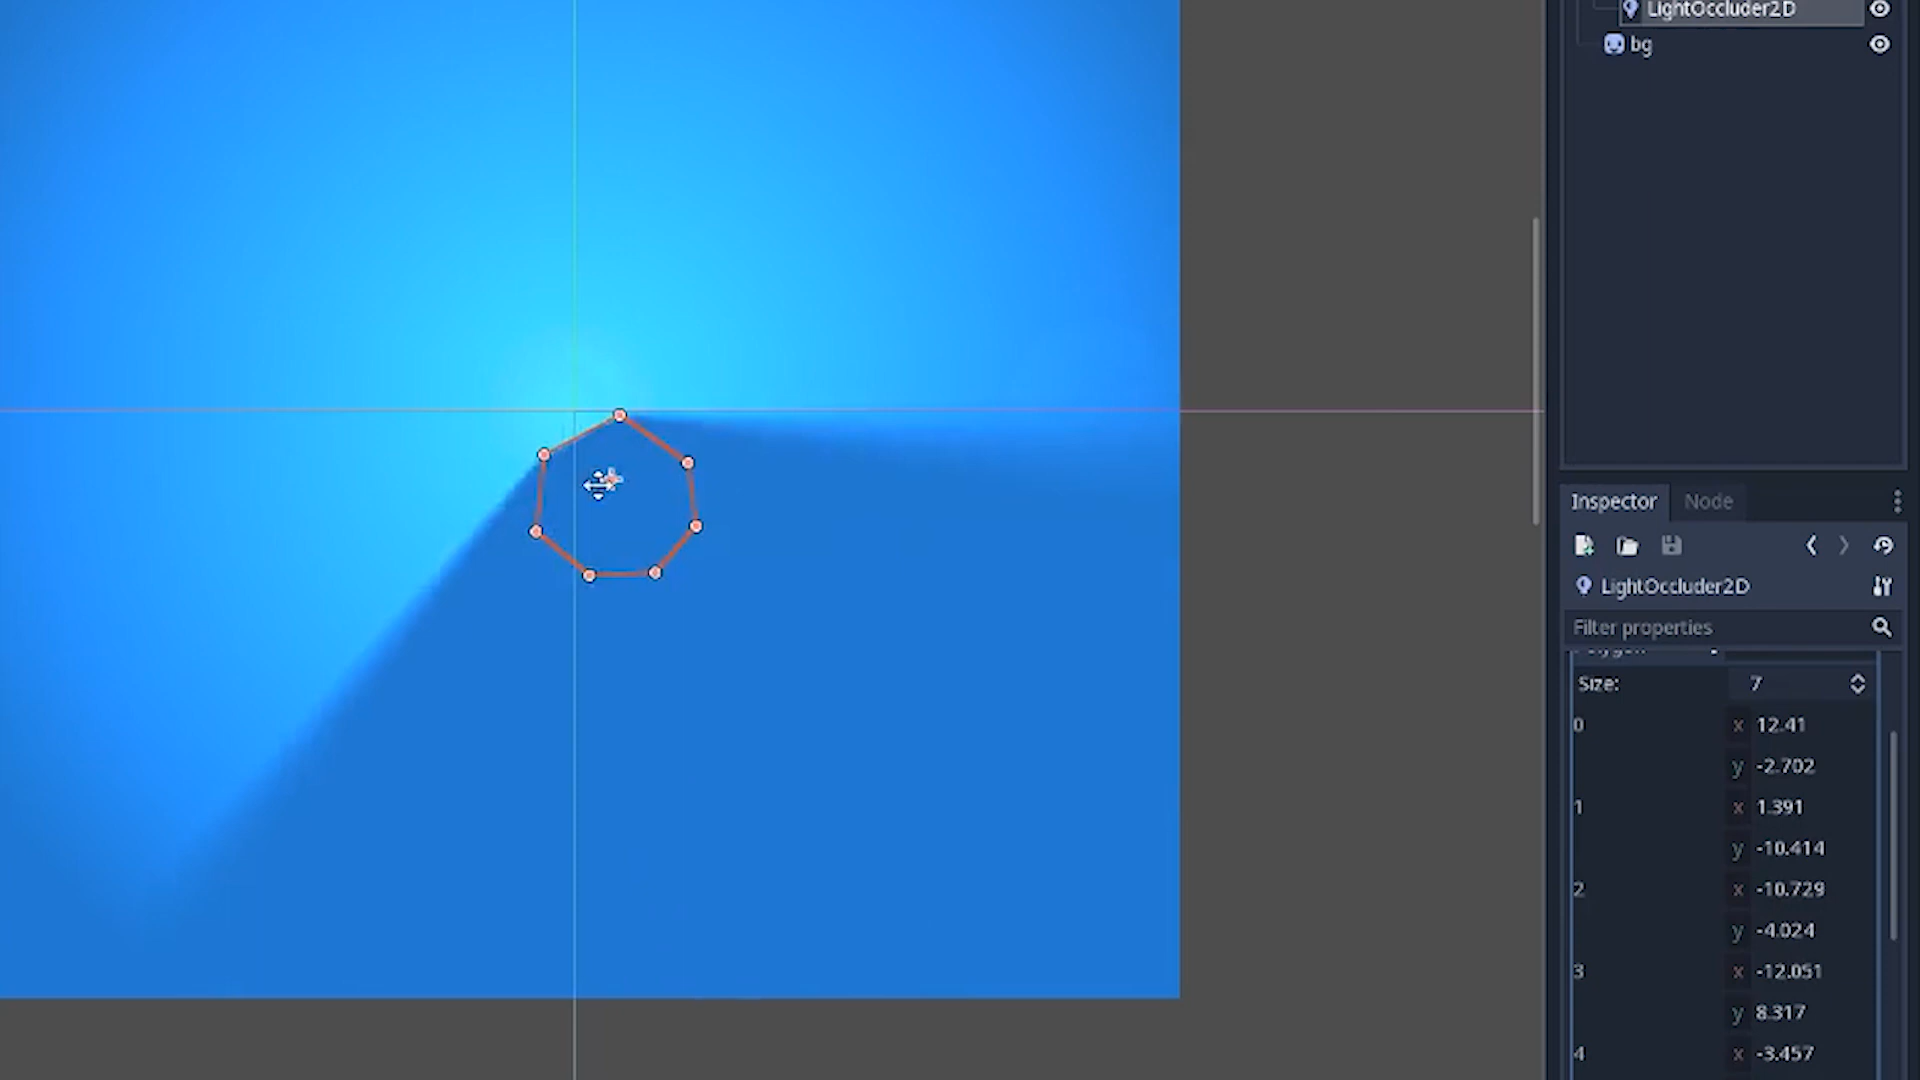 LightOccluder2D
bg
Inspector Node
LightOccluder2D
Filter properties
Size: 7
0 x 12.41
y -2.702
1 x 1.391
y -10.414
2 x -10.729
y -4.024
3 x -12.051
y 8.317
4 x -3.457